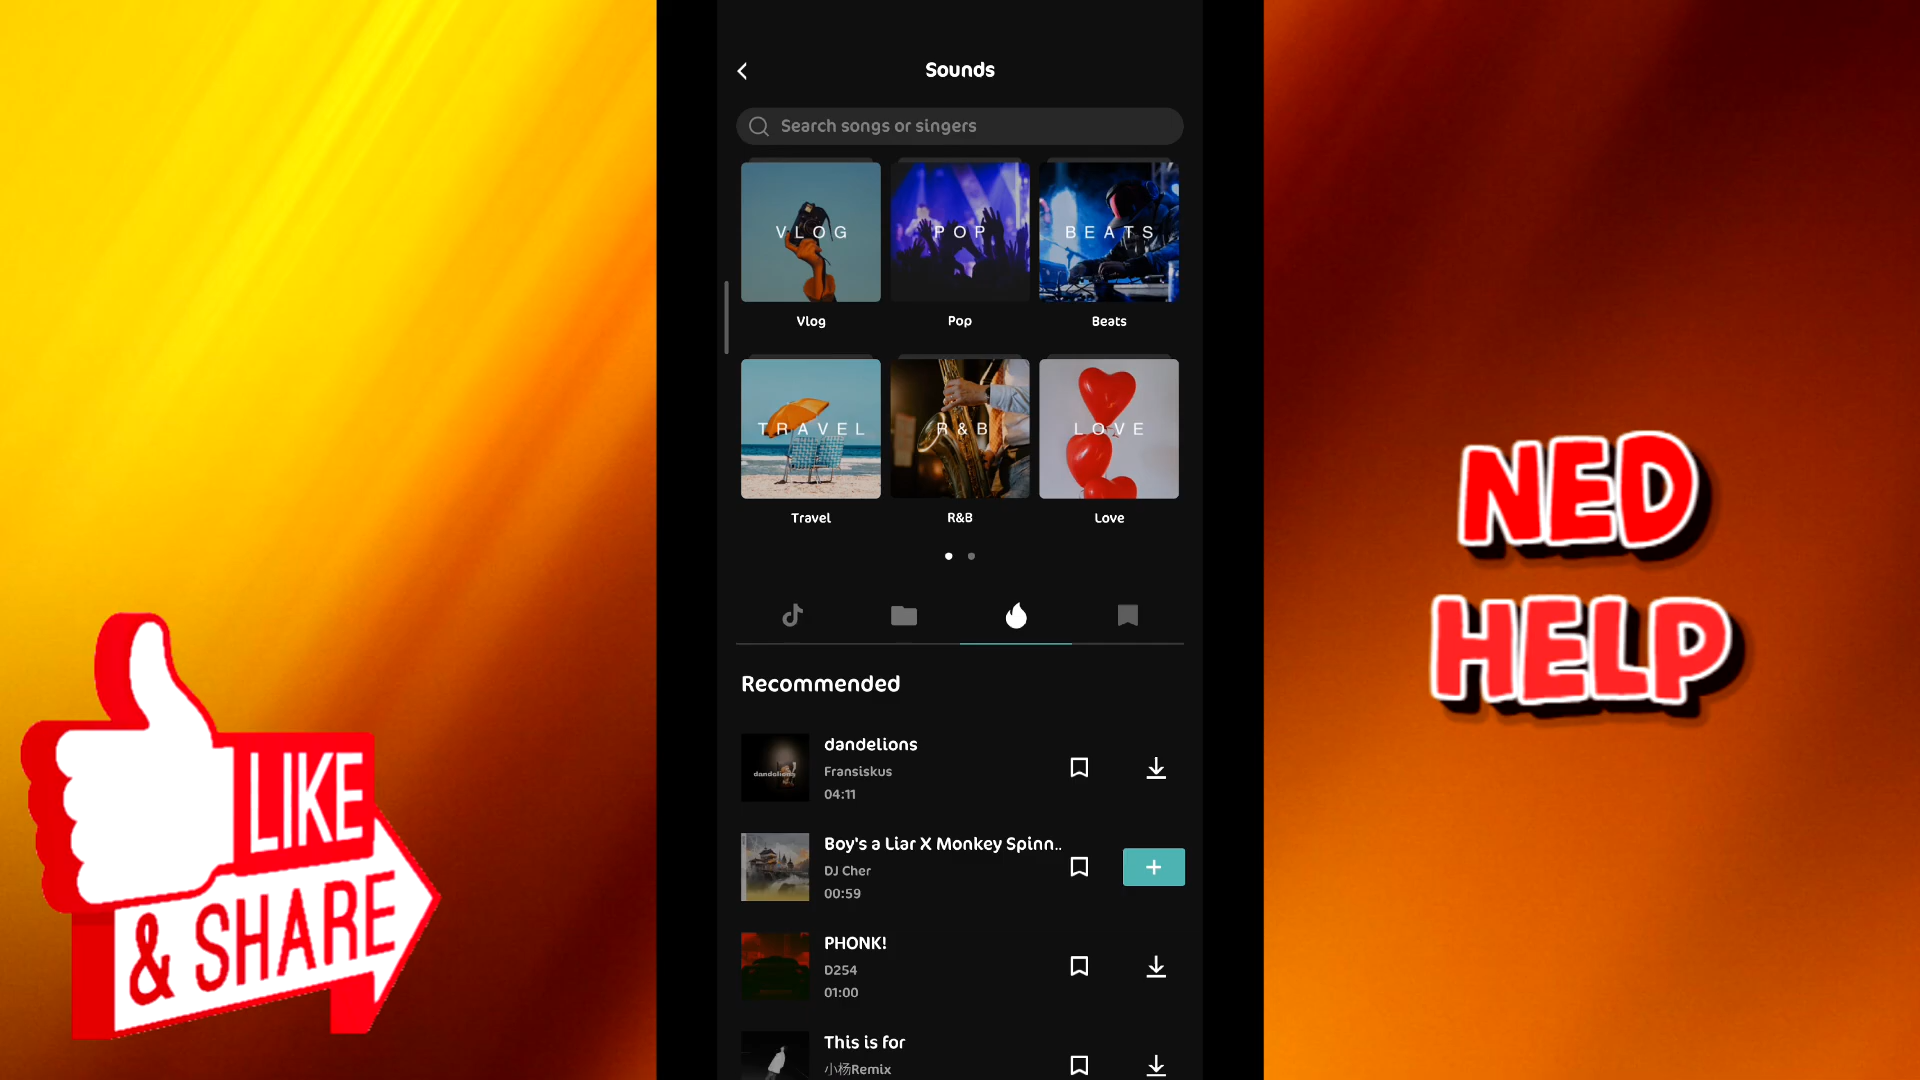 Sounds
Search songs or singers
VLOG
POP
BEATS
Vlog
Pop
Beats
TRAVEL
R&B
LOVE
Travel
R&B
Love
Recommended
dandelions
dandelions
Fransiskus
04:11
Boy's a Liar X Monkey Spinn..
DJ Cher
00:59
PHONK!
D254
01:00
This is for
小杨Remix
LIKE
& SHARE
NED
HELP